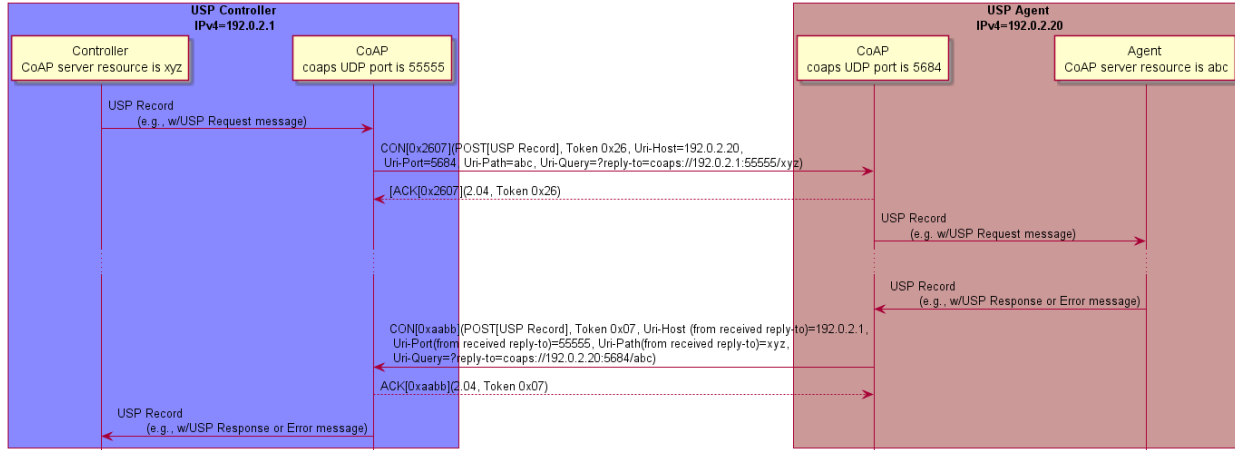 USP Controller
IPv4=192.0.2.1
USP Agent
IPv4=192.0.2.20
Controller
CoAP server resource is xyz
CoAP
coaps UDP port is 55555
CoAP
coaps UDP port is 5684
Agent
CoAP server resource is abc
USP Record
(e.g., w/USP Request message)
CON[0x2607](POST[USP Record], Token 0x26, Uri-Host=192.0.2.20,
Uri-Port=5684, Uri-Path=abc, Uri-Query=?reply-to=coaps://192.0.2.1:55555/xyz)
[ACK[0x2607](2.04, Token 0x26)
USP Record
(e.g. w/USP Request message)
USP Record
(e.g., w/USP Response or Error message)
CON[0xaabb](POST[USP Record], Token 0x07, Uri-Host (from received reply-to)=192.0.2.1,
Uri-Port(from received reply-to)=55555, Uri-Path(from received reply-to)=xyz,
Uri-Query=?reply-to=coaps://192.0.2.20:5684/abc)
ACK[0xaabb](2.04, Token 0x07)
USP Record
(e.g., w/USP Response or Error message)